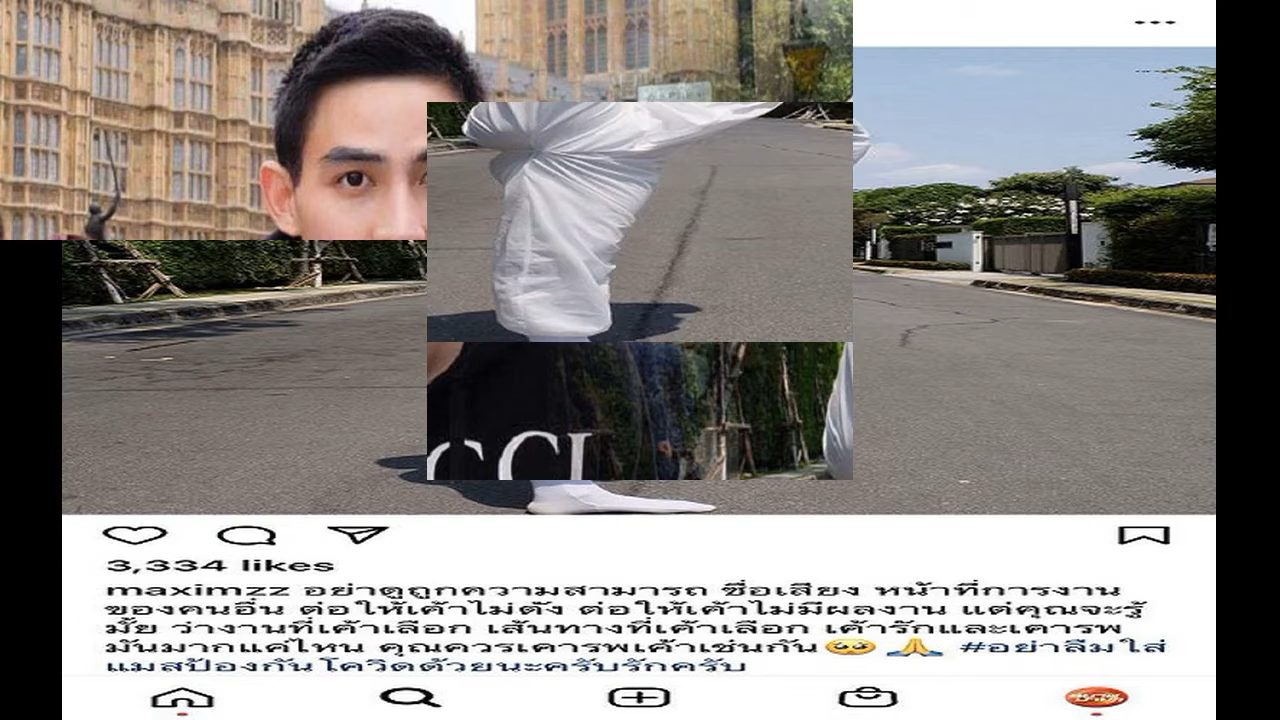 CCI
3,334 likes
maximzz อย่าดูถูกความสามารถ ชื่อเสียง หน้าที่การงาน
ของคนอื่น ต่อให้เค้าไม่ดัง ต่อให้เค้าไม่มีผลงาน แต่คุณจะรู้
มั้ย ว่างานที่เค้าเลือก เส้นทางที่เค้าเลือก เค้ารักและเคารพ
มันมากแค่ไหน คุณควรเคารพเค้าเช่นกัน🥺 🙏 #อย่าลืมใส่
แมสป้องกันโควิดด้วยนะครับรักครับ